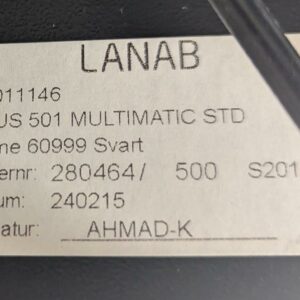 LANAB
011146
US 501 MULTIMATIC STD
ne 60999 Svart
ernr: 280464/ 500 S201
um: 240215
atur: AHMAD-K